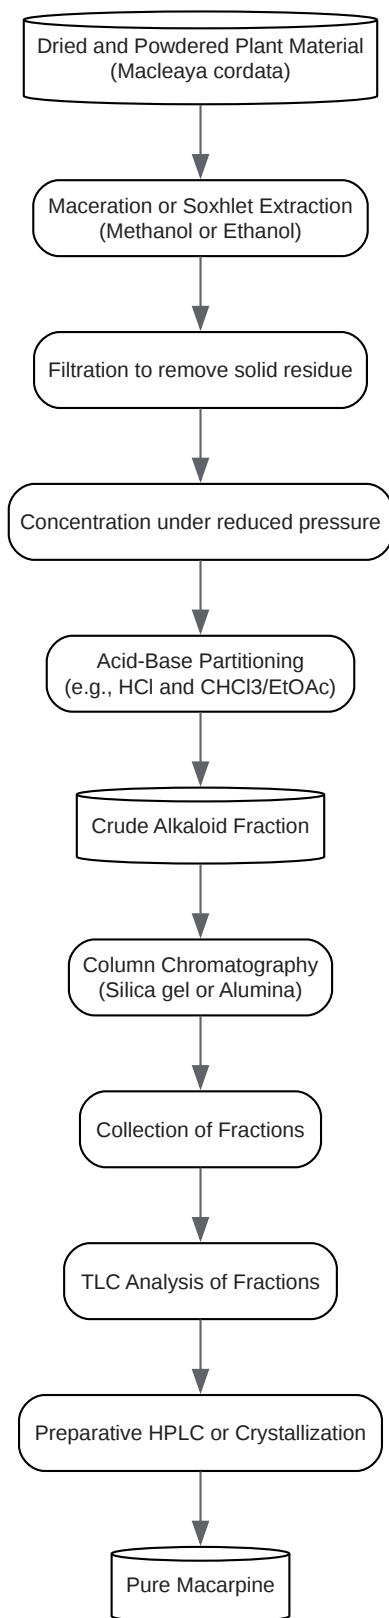 Dried and Powdered Plant Material
(Macleaya cordata)
Maceration or Soxhlet Extraction
(Methanol or Ethanol)
Filtration to remove solid residue
Concentration under reduced pressure
Acid-Base Partitioning
(e.g., HCl and CHCl3/EtOAc)
Crude Alkaloid Fraction
Column Chromatography
(Silica gel or Alumina)
Collection of Fractions
TLC Analysis of Fractions
Preparative HPLC or Crystallization
Pure Macarpine